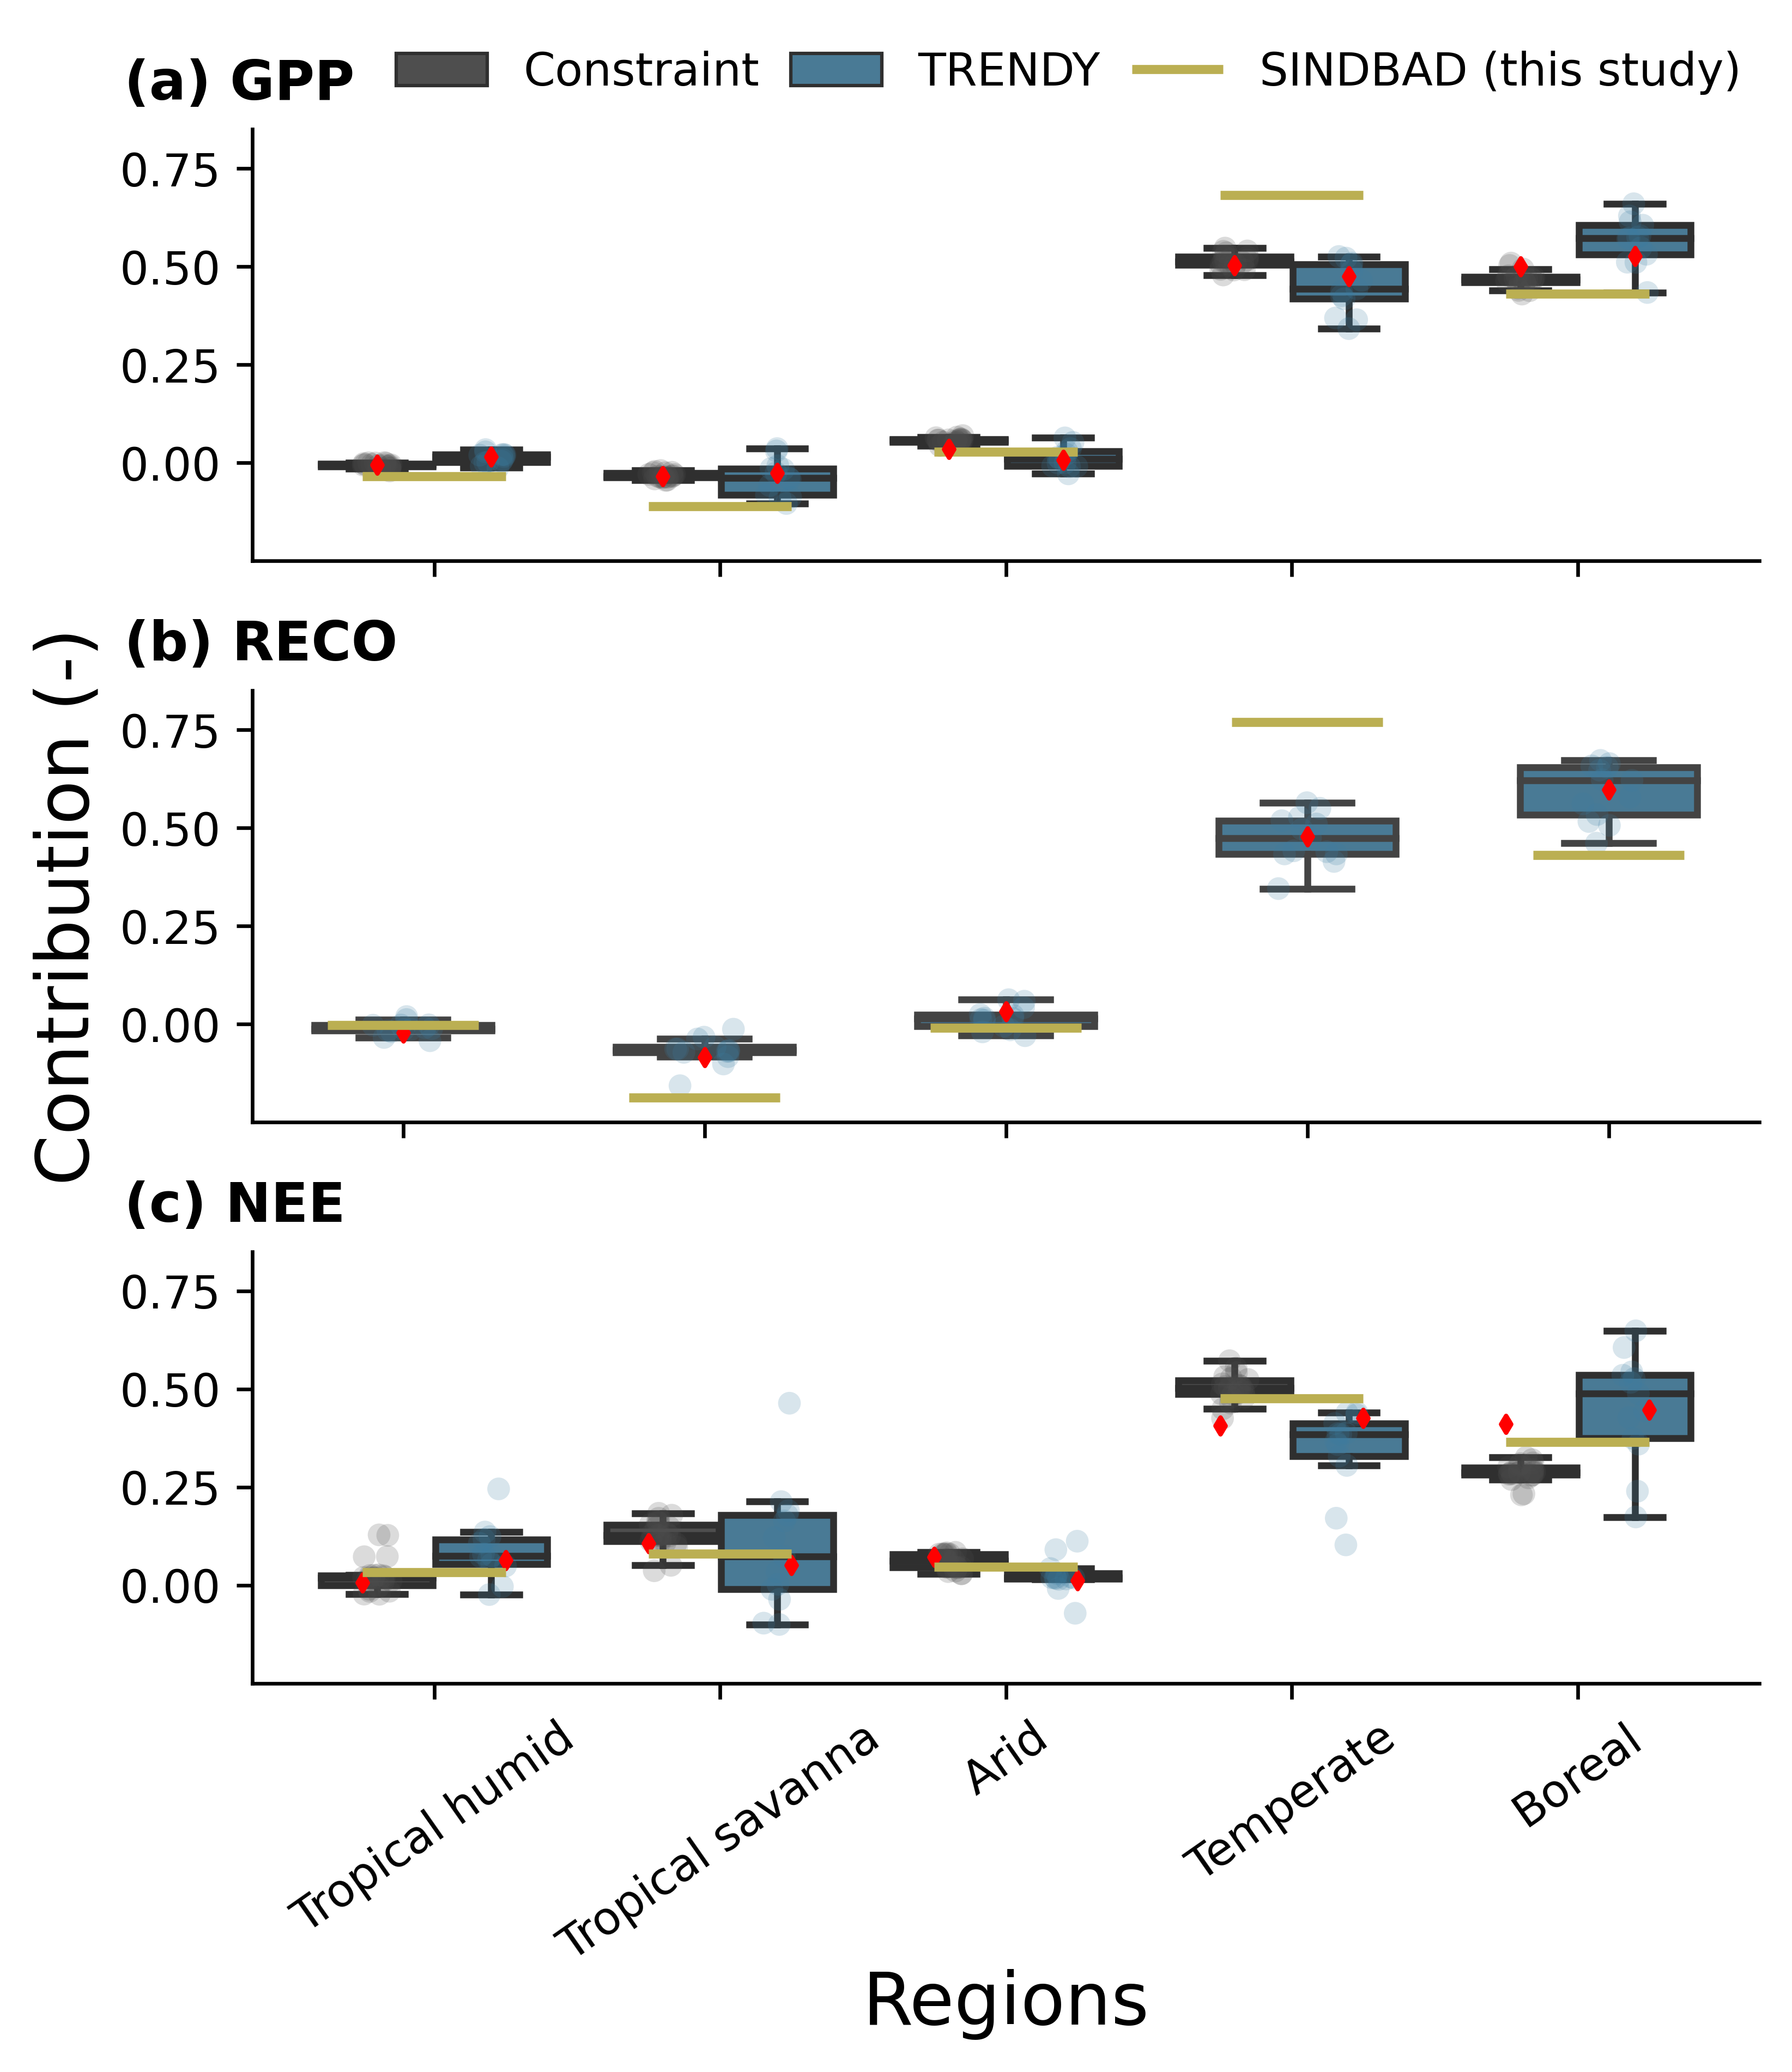 (a) GPP Constraint TRENDY SINDBAD (this study)
0.75
0.50
0.25
0.00
(b) RECO
0.75
0.50
0.25
0.00
Contribution (-)
(c) NEE
0.75
0.50
0.25
0.00
Tropical humid
Tropical savanna
Arid
Temperate
Boreal
Regions